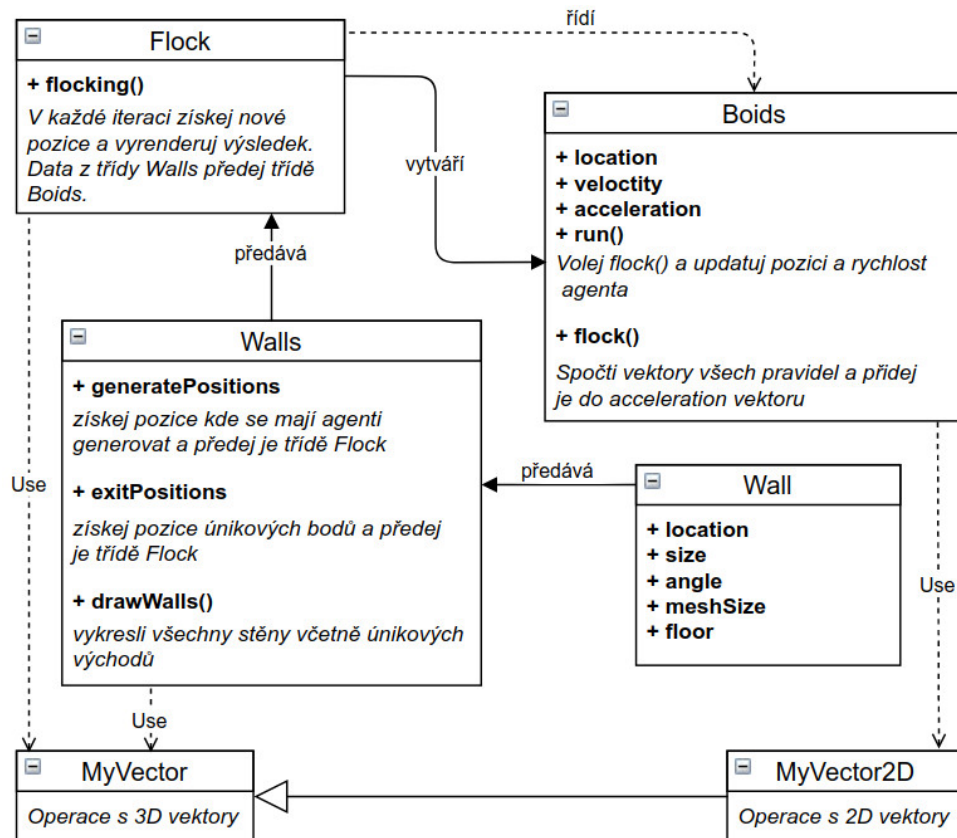 Flock
+ flocking()
V každé iteraci získej nové
pozice a vyrenderuj výsledek.
Data z třídy Walls předej třídě
Boids.
řídí
vytváří
Boids
+ location
+ veloctity
+ acceleration
+ run()
Volej flock() a updatuj pozici a rychlost
agenta
+ flock()
Spočti vektory všech pravidel a přidej
je do acceleration vektoru
předává
Walls
+ generatePositions
získej pozice kde se mají agenti
generovat a předej je třídě Flock
+ exitPositions
získej pozice únikových bodů a předej
je třídě Flock
+ drawWalls()
vykresli všechny stěny včetně únikových
východů
předává
Wall
+ location
+ size
+ angle
+ meshSize
+ floor
Use
Use
Use
MyVector
Operace s 3D vektory
MyVector2D
Operace s 2D vektory